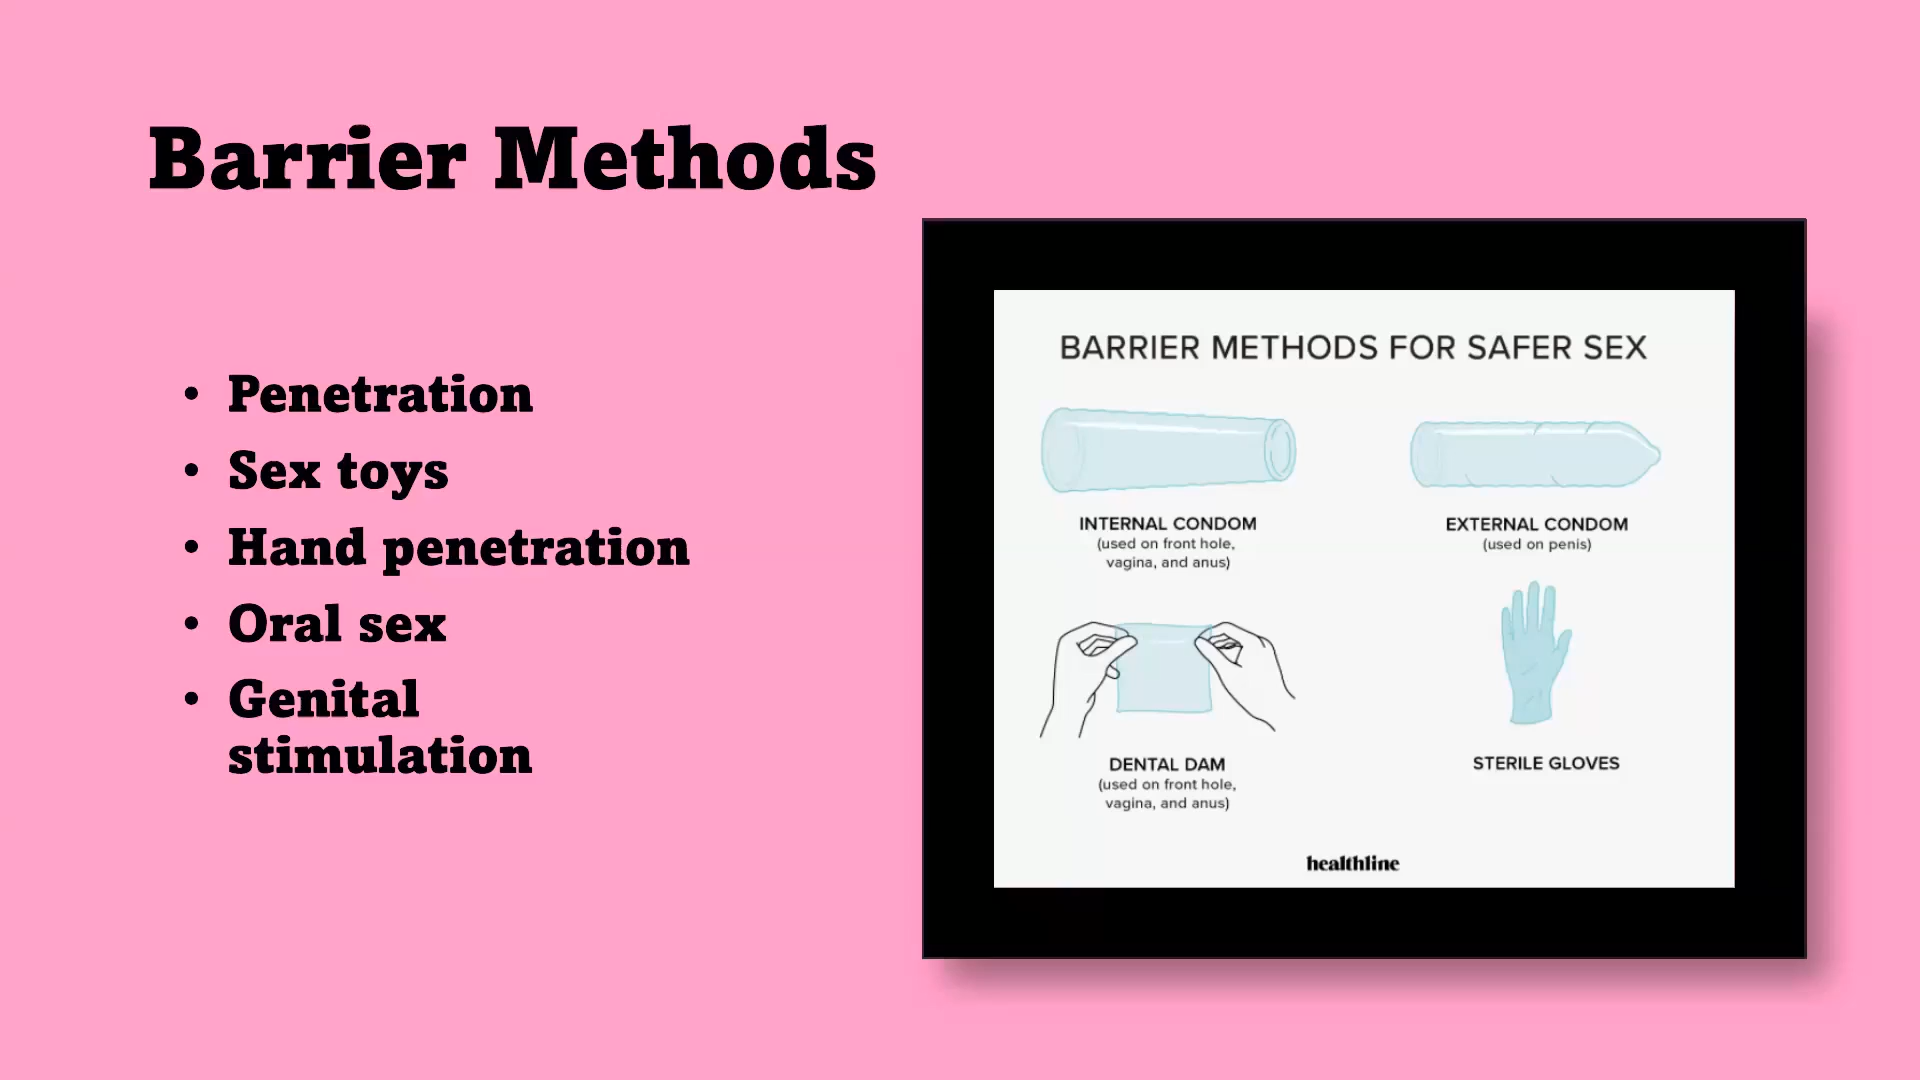 Barrier Methods
• Penetration
• Sex toys
• Hand penetration
• Oral sex
• Genital
stimulation
BARRIER METHODS FOR SAFER SEX
INTERNAL CONDOM
(used on front hole,
vagina, and anus)
EXTERNAL CONDOM
(used on penis)
DENTAL DAM
(used on front hole,
vagina, and anus)
STERILE GLOVES
healthline